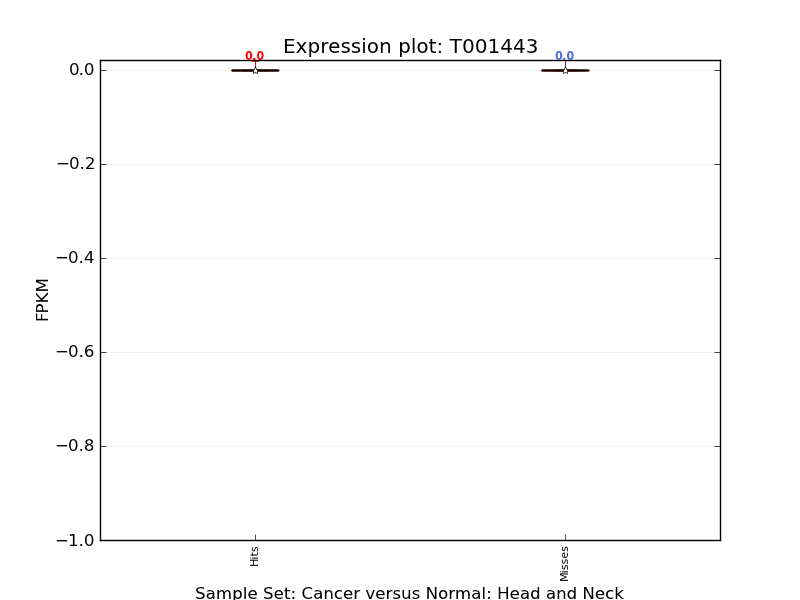 Expression plot: T001443
0.0 0.0
0.0
−0.2
−0.4
−0.6
−0.8
−1.0
FPKM
Hits Misses
Sample Set: Cancer versus Normal: Head and Neck